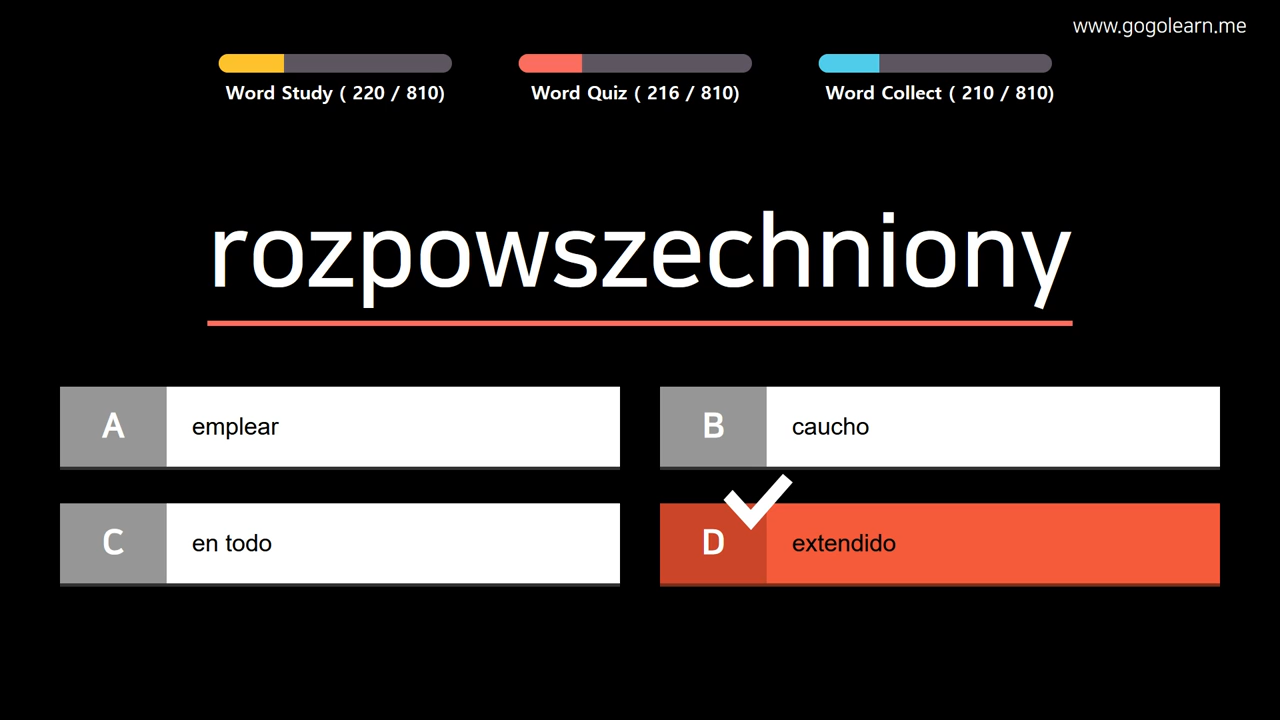 www.gogolearn.me
Word Study ( 220 / 810)
Word Quiz ( 216 / 810)
Word Collect ( 210 / 810)
rozpowszechniony
A emplear
B caucho
C en todo
D extendido